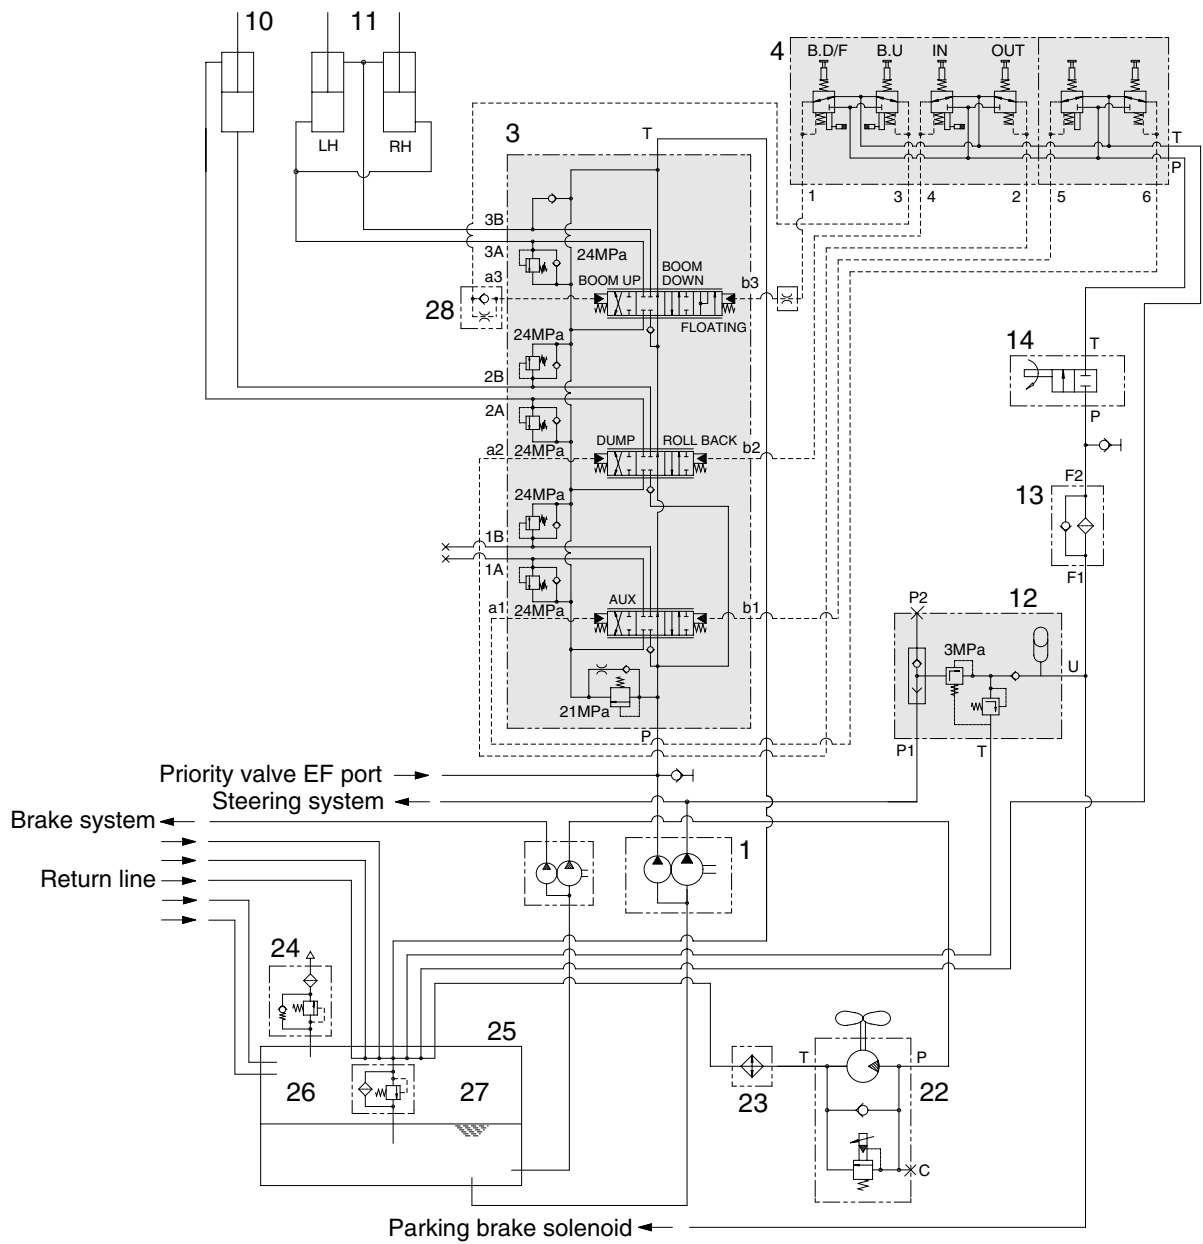 10
11
4
B.D/F
B.U
IN
OUT
LH
RH
3
T
T
P
1
3
4
2
5
6
3B
3A
24MPa
a3
BOOM UP
BOOM
DOWN
b3
28
FLOATING
24MPa
14
T
2B
2A
P
24MPa
DUMP
ROLL BACK
a2
b2
F2
13
24MPa
1B
1A
F1
24MPa
AUX
a1
b1
P2
12
3MPa
U
21MPa
P
P1
T
Priority valve EF port
Steering system
Brake system
1
Return line
24
25
26
27
T
P
23
22
C
Parking brake solenoid